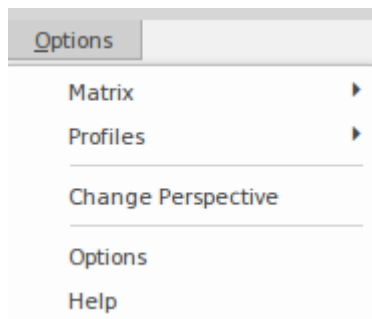 Options
Matrix
Profiles
Change Perspective
Options
Help